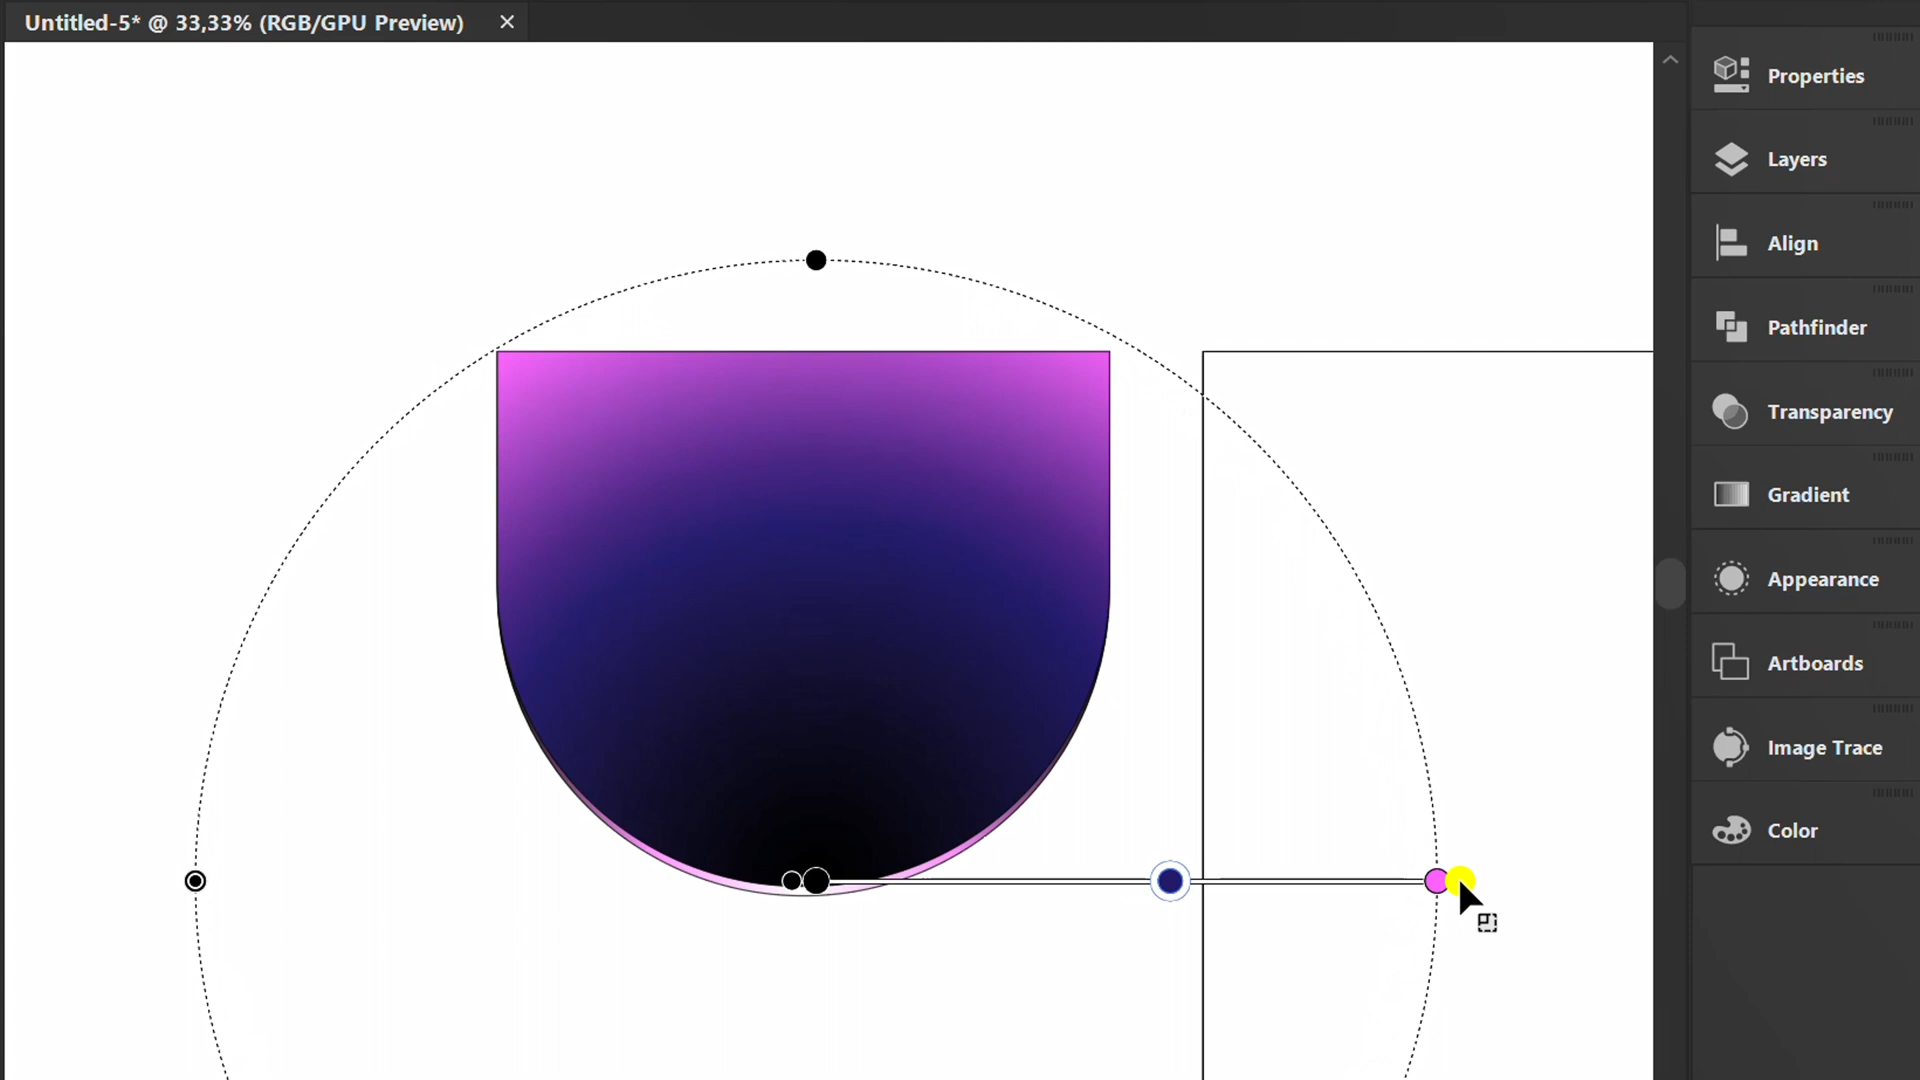 Untitled-5* @ 33,33% (RGB/GPU Preview)
Properties
Layers
Align
Pathfinder
Transparency
Gradient
Appearance
Artboards
Image Trace
Color